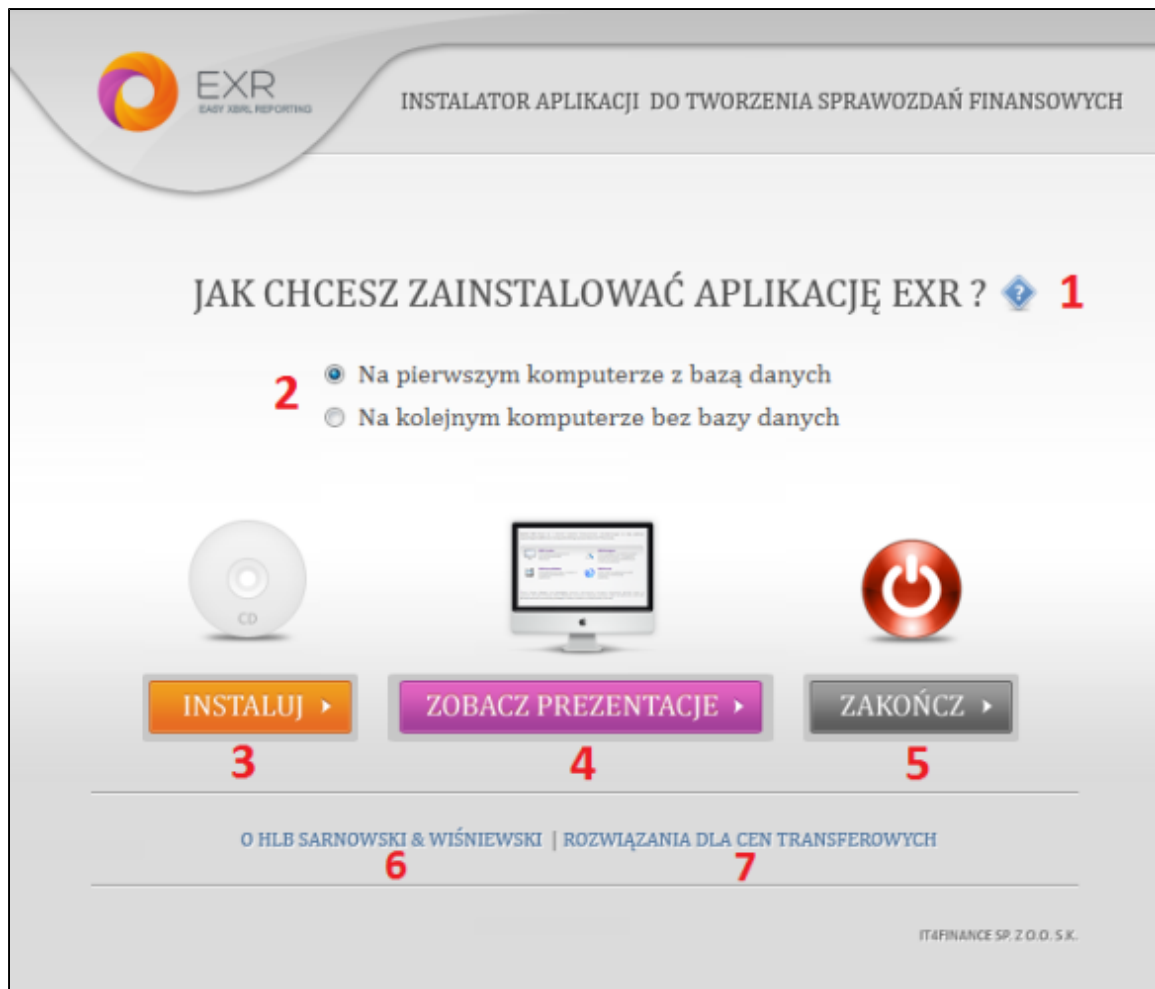 EXR
EASY XBRL REPORTING
INSTALATOR APLIKACJI DO TWORZENIA SPRAWOZDAŃ FINANSOWYCH
JAK CHCESZ ZAINSTALOWAĆ APLIKACJĘ EXR ? ? 1
2
Na pierwszym komputerze z bazą danych
Na kolejnym komputerze bez bazy danych
CD
INSTALUJ
ZOBACZ PREZENTACJE
ZAKOŃCZ
3 4 5
O HLB SARNOWSKI & WIŚNIEWSKI | ROZWIĄZANIA DLA CEN TRANSFEROWYCH
6 7
IT4FINANCE SP. Z O.O. S.K.